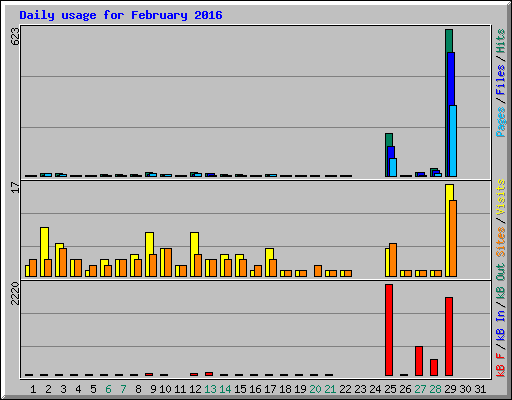 Daily usage for February 2016
623
Pages / Files / Hits
17
Sites / Visits
2220
kB F / kB In / kB Out
1 2 3 4 5 6 7 8 9 10 11 12 13 14 15 16 17 18 19 20 21 22 23 24 25 26 27 28 29 30 31